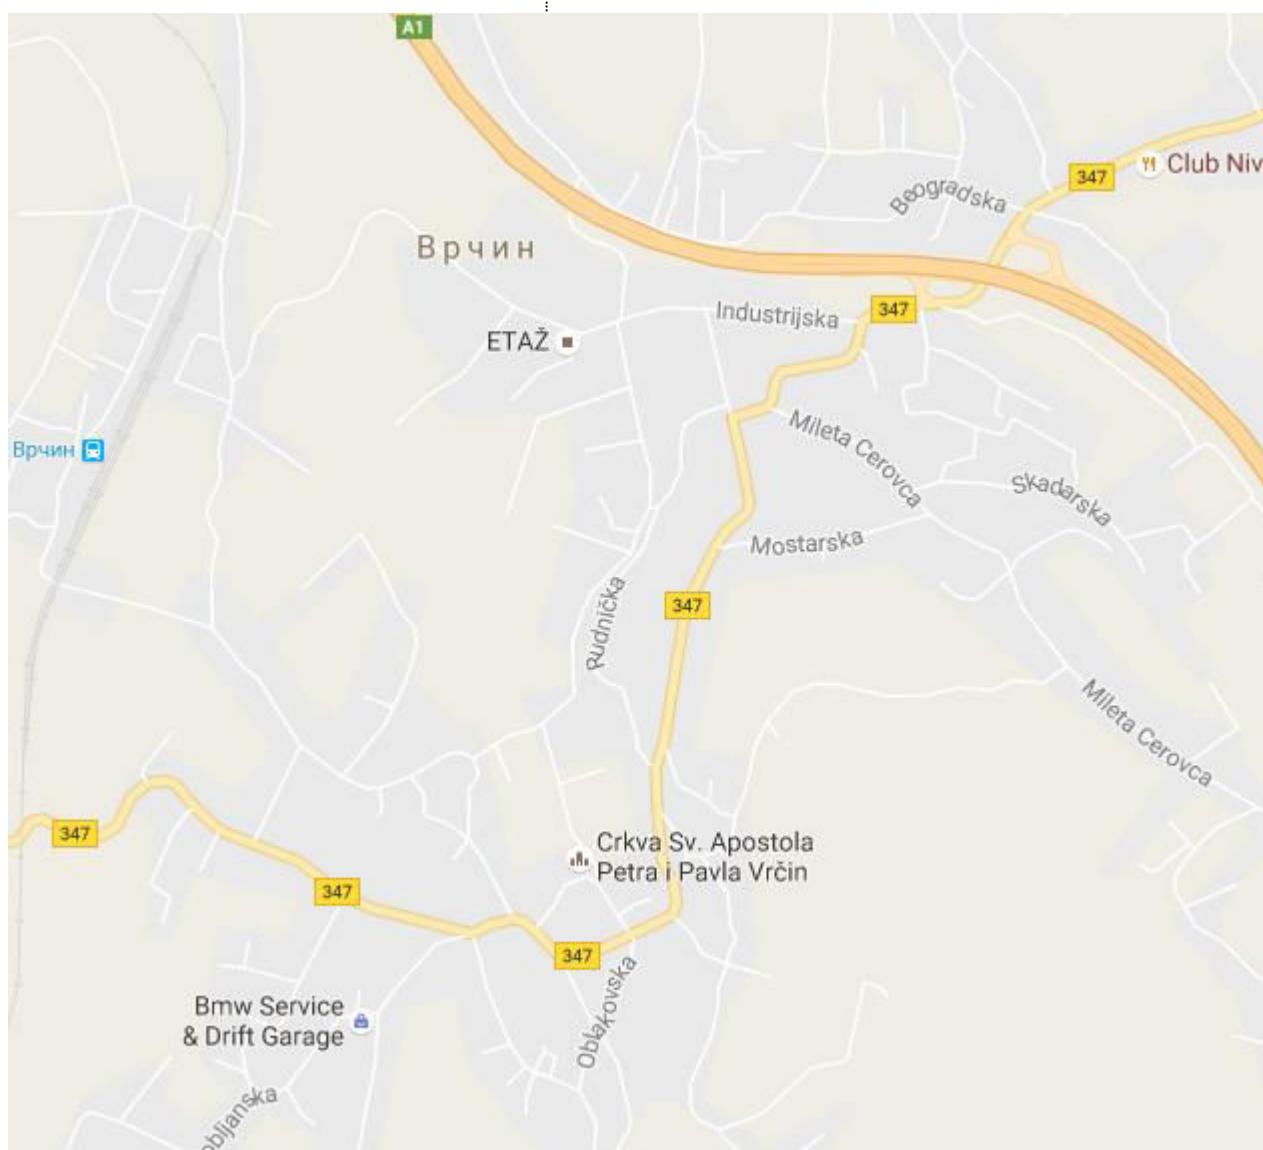 A1
347
Club Niv
Beogradska
Врчин
347
Industrijska
ETAŽ
Mileta Cerovca
Врчин
Skadarska
Mostarska
347
Rudnička
Mileta Cerovca
347
Crkva Sv. Apostola
Petra i Pavla Vrčin
347
347
Oblakovska
Bmw Service
& Drift Garage
obljanska